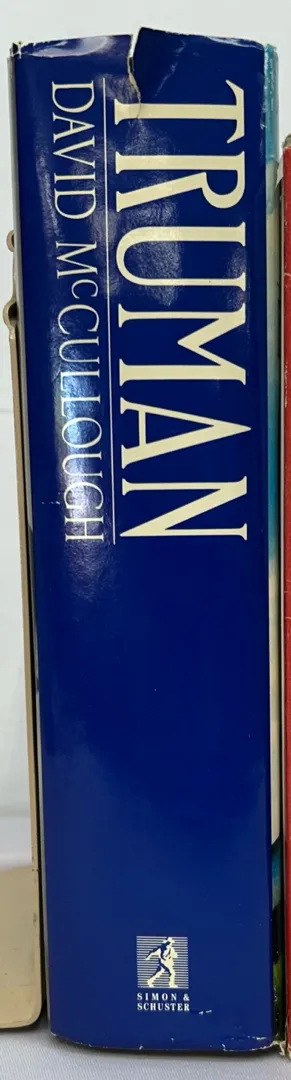 TRUMAN
DAVID McCULLOUGH
SIMON &
SCHUSTER